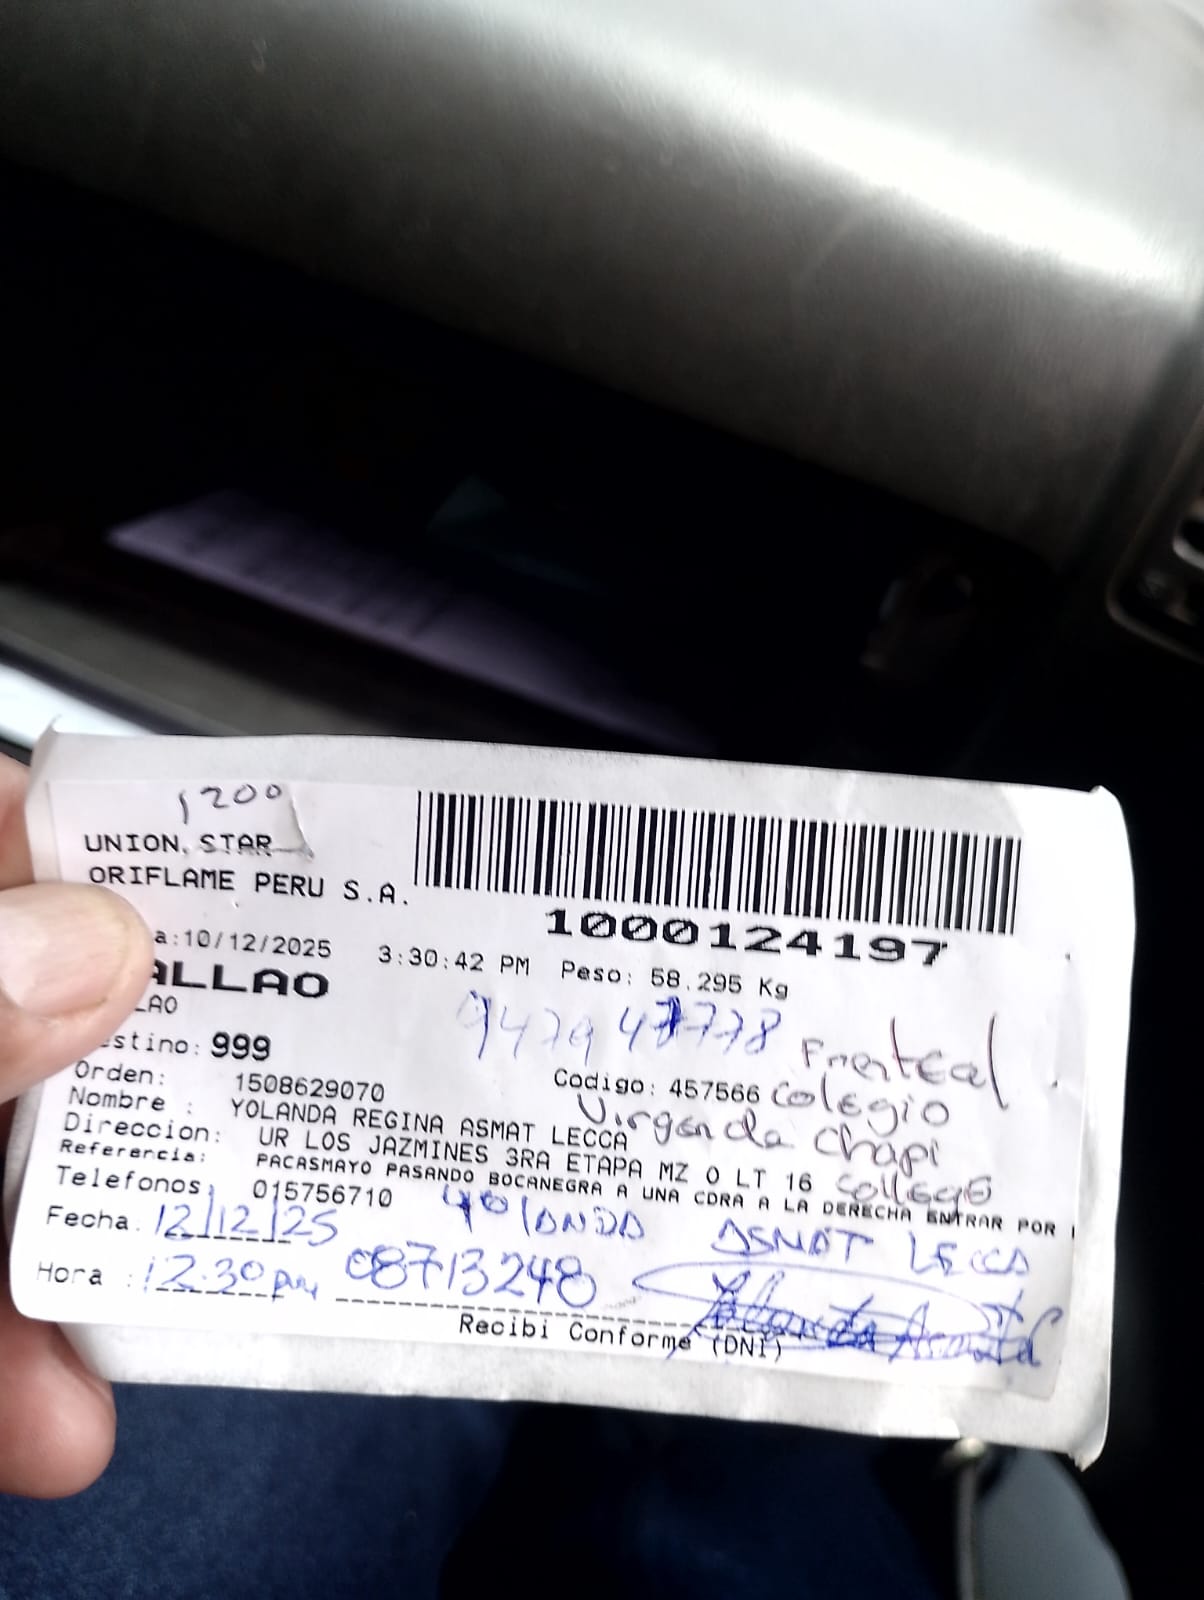 1200
UNION STAR
ORIFLAME PERU S.A.
1000124197
a:10/12/2025 3:30:42 PM Peso: 58.295 Kg
ALLAO
LAO
947947778
Frente al
estino: 999
Orden: 1508629070 Codigo: 457566 Colegio
Nombre : YOLANDA REGINA ASMAT LECCA Virgen de Chapi
Direccion: UR LOS JAZMINES 3RA ETAPA MZ O LT 16
Referencia: PACASMAYO PASANDO BOCANEGRA A UNA CDRA A LA DERECHA ENTRAR POR
Telefonos 015756710
Fecha. 12/12/25 Yolanda ASMAT LECCA
Hora : 12:30 pm 08713248
Recibi Conforme (DNI)